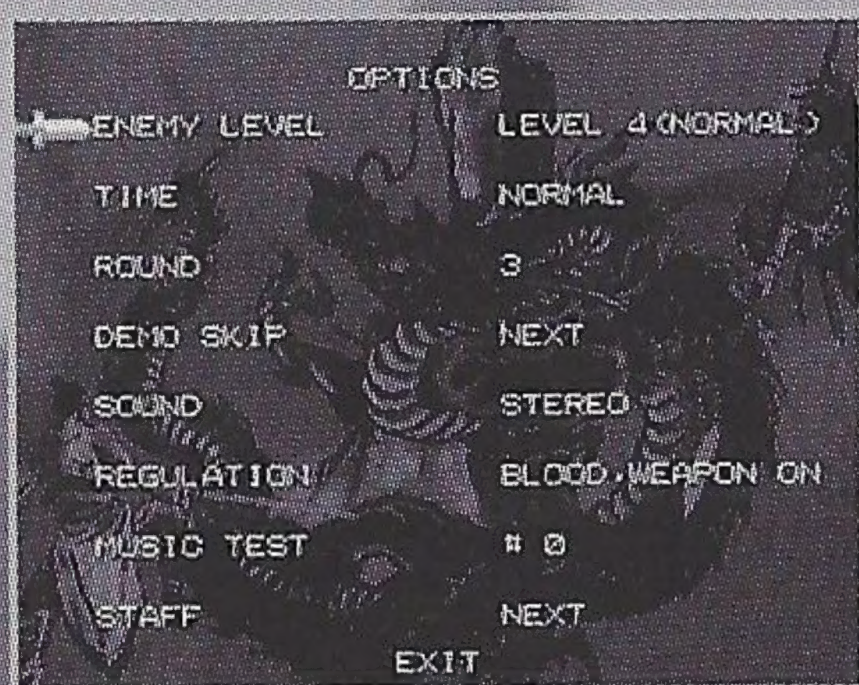 OPTIONS
ENEMY LEVEL LEVEL 4(NORMAL)
TIME NORMAL
ROUND 3
DEMO SKIP NEXT
SOUND STEREO
REGULATION BLOOD.WEAPON ON
MUSIC TEST # 0
STAFF NEXT
EXIT